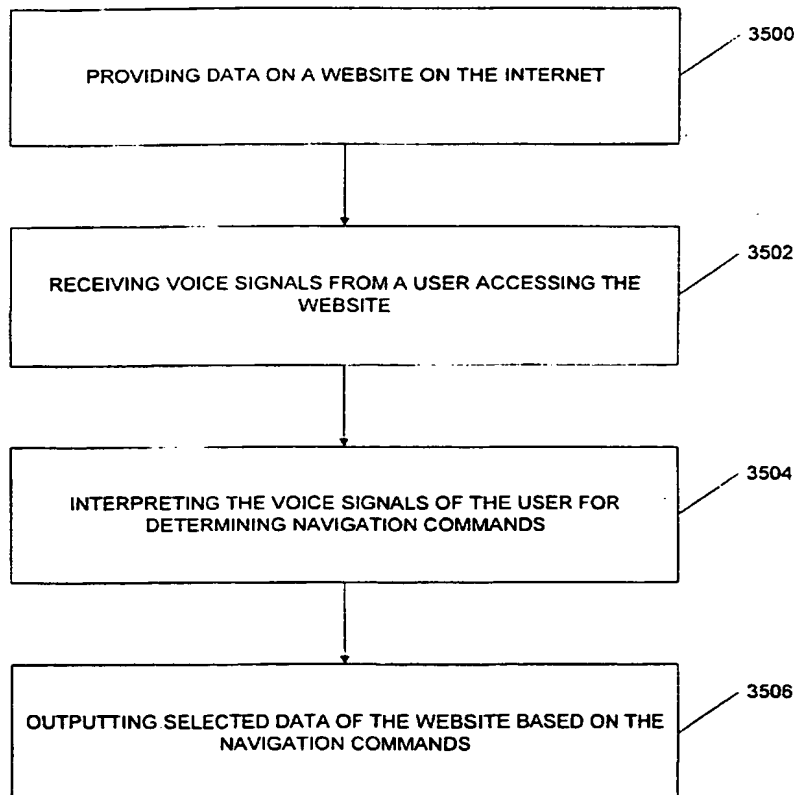 3500
PROVIDING DATA ON A WEBSITE ON THE INTERNET
3502
RECEIVING VOICE SIGNALS FROM A USER ACCESSING THE
WEBSITE
3504
INTERPRETING THE VOICE SIGNALS OF THE USER FOR
DETERMINING NAVIGATION COMMANDS
3506
OUTPUTTING SELECTED DATA OF THE WEBSITE BASED ON THE
NAVIGATION COMMANDS